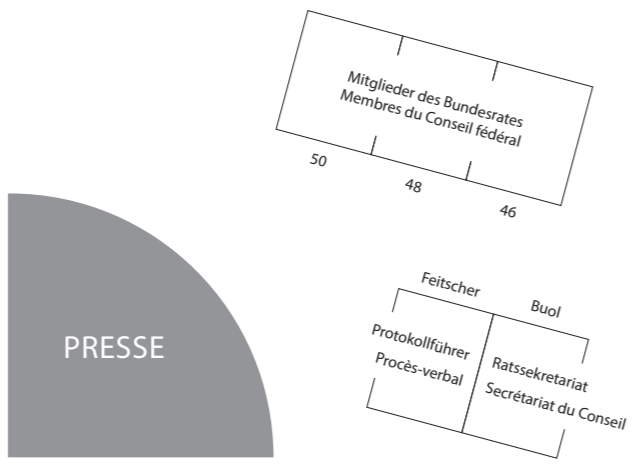 Mitglieder des Bundesrates
Membres du Conseil fédéral
50
48
46
PRESSE
Feitscher
Buol
Protokollführer
Procès-verbal
Ratssekretariat
Secrétariat du Conseil